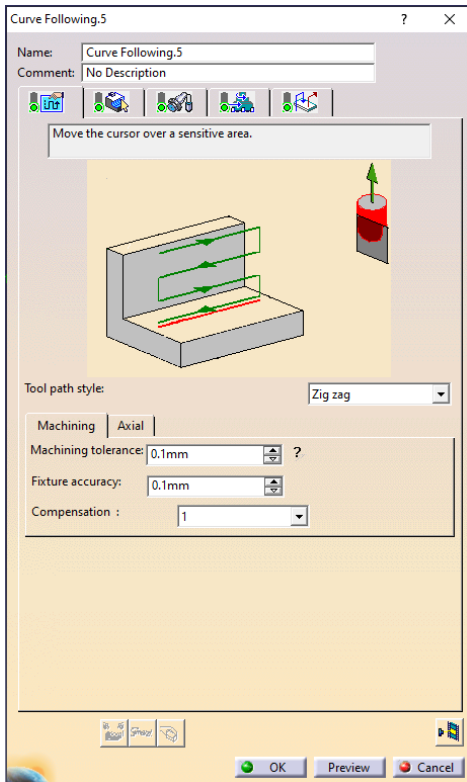 Curve Following.5 ? ×
Name: Curve Following.5
Comment: No Description
Move the cursor over a sensitive area.
Tool path style: Zig zag
Machining Axial
Machining tolerance: 0.1mm ?
Fixture accuracy: 0.1mm
Compensation : 1
OK Preview Cancel